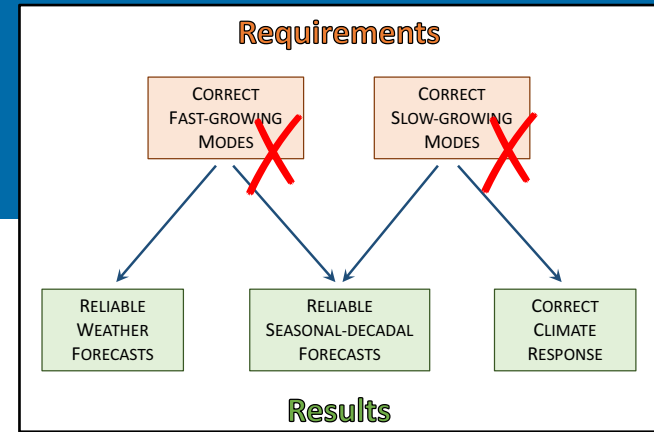 Requirements
CORRECT
FAST-GROWING
MODES
CORRECT
SLOW-GROWING
MODES
RELIABLE
WEATHER
FORECASTS
RELIABLE
SEASONAL-DECADAL
FORECASTS
CORRECT
CLIMATE
RESPONSE
Results